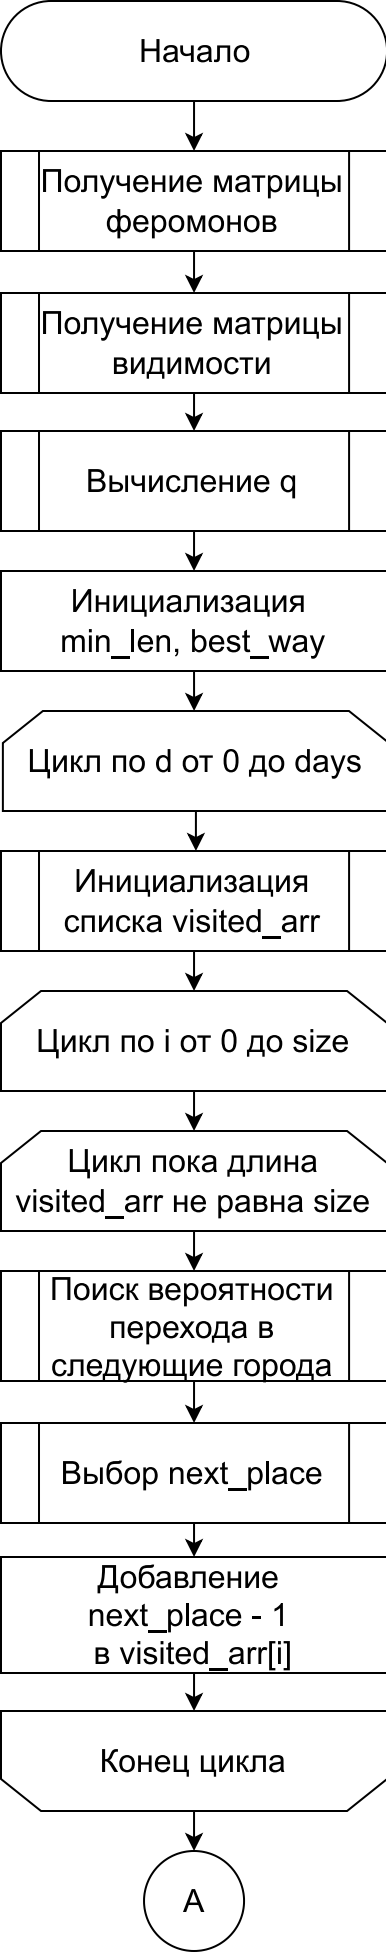 Начало
Получение матрицы
феромонов
Получение матрицы
видимости
Вычисление q
Инициализация
min_len, best_way
Цикл по d от 0 до days
Инициализация
списка visited_arr
Цикл по i от 0 до size
Цикл пока длина
visited_arr не равна size
Поиск вероятности
перехода в
следующие города
Выбор next_place
Добавление
next_place - 1
в visited_arr[i]
Конец цикла
А